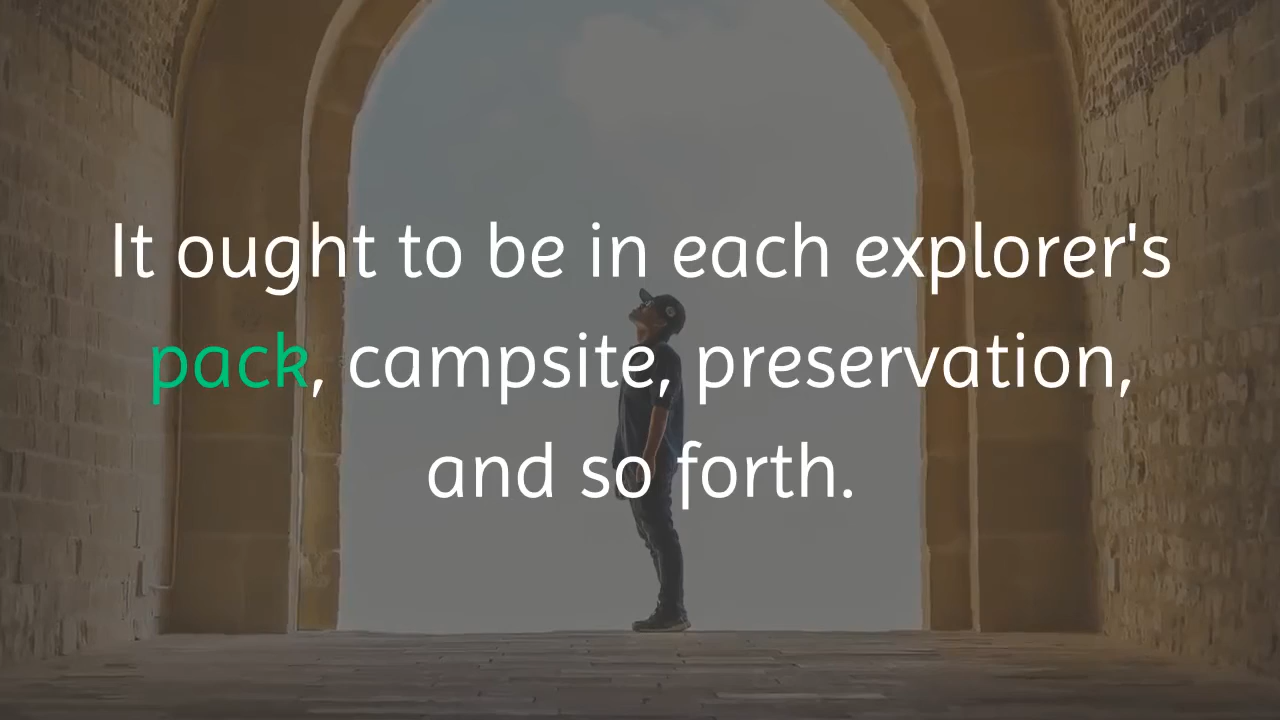 It ought to be in each explorer's
pack, campsite, preservation,
and so forth.